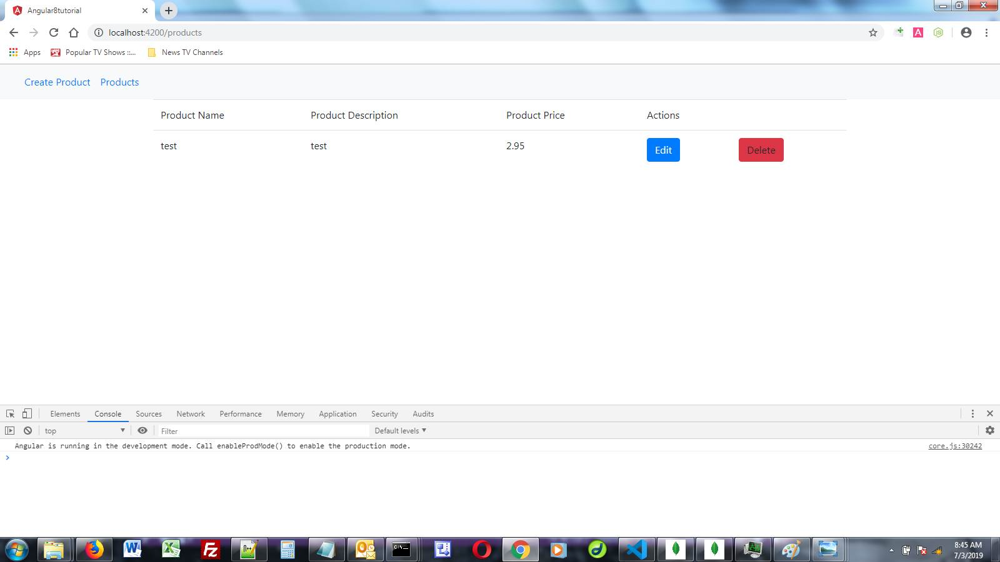 Angular8tutorial
localhost:4200/products
Apps Popular TV Shows ::... News TV Channels
Create Product Products
Product Name Product Description Product Price Actions
test test 2.95 Edit Delete
Elements Console Sources Network Performance Memory Application Security Audits
top Filter Default levels
Angular is running in the development mode. Call enableProdMode() to enable the production mode. core.js:30242
8:45 AM
7/3/2019